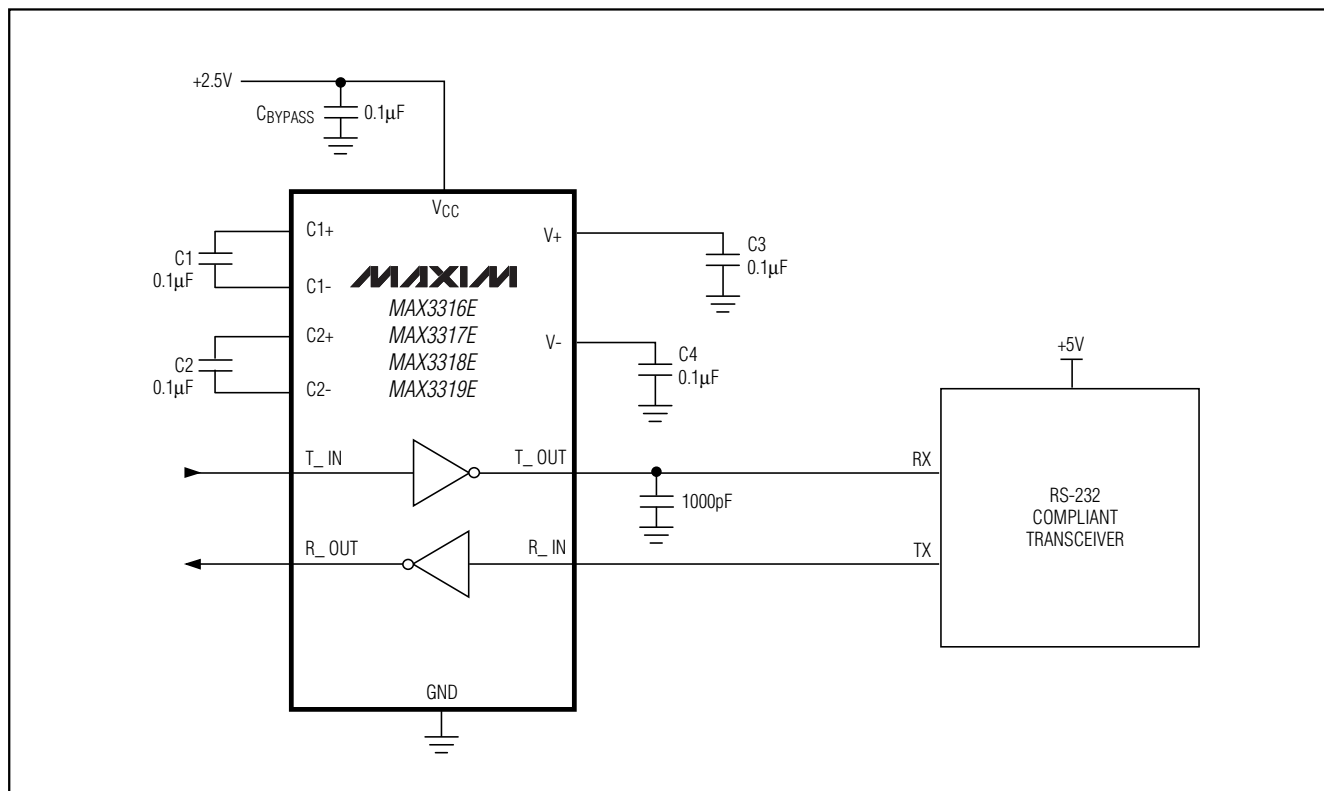 +2.5V
CBYPASS
0.1µF
VCC
C1+
C1
0.1µF
C1-
C2+
C2
0.1µF
C2-
MAXIM
MAX3316E
MAX3317E
MAX3318E
MAX3319E
V+
C3
0.1µF
V-
C4
0.1µF
+5V
T_ IN
T_ OUT
1000pF
RX
R_ OUT
R_ IN
TX
RS-232
COMPLIANT
TRANSCEIVER
GND